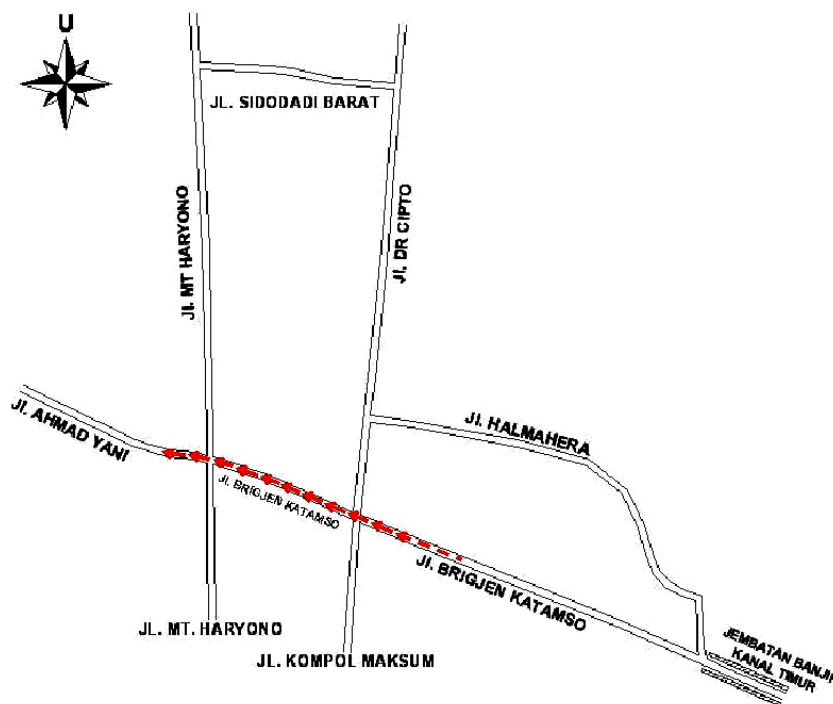 U
JL. SIDODADI BARAT
Jl. MT HARYONO
Jl. DR CIPTO
Jl. AHMAD YANI
Jl. HALMAHERA
Jl. BRIGJEN KATAMSO
Jl. BRIGJEN KATAMSO
JL. MT. HARYONO
JL. KOMPOL MAKSUM
JEMBATAN BANJIR
KANAL TIMUR